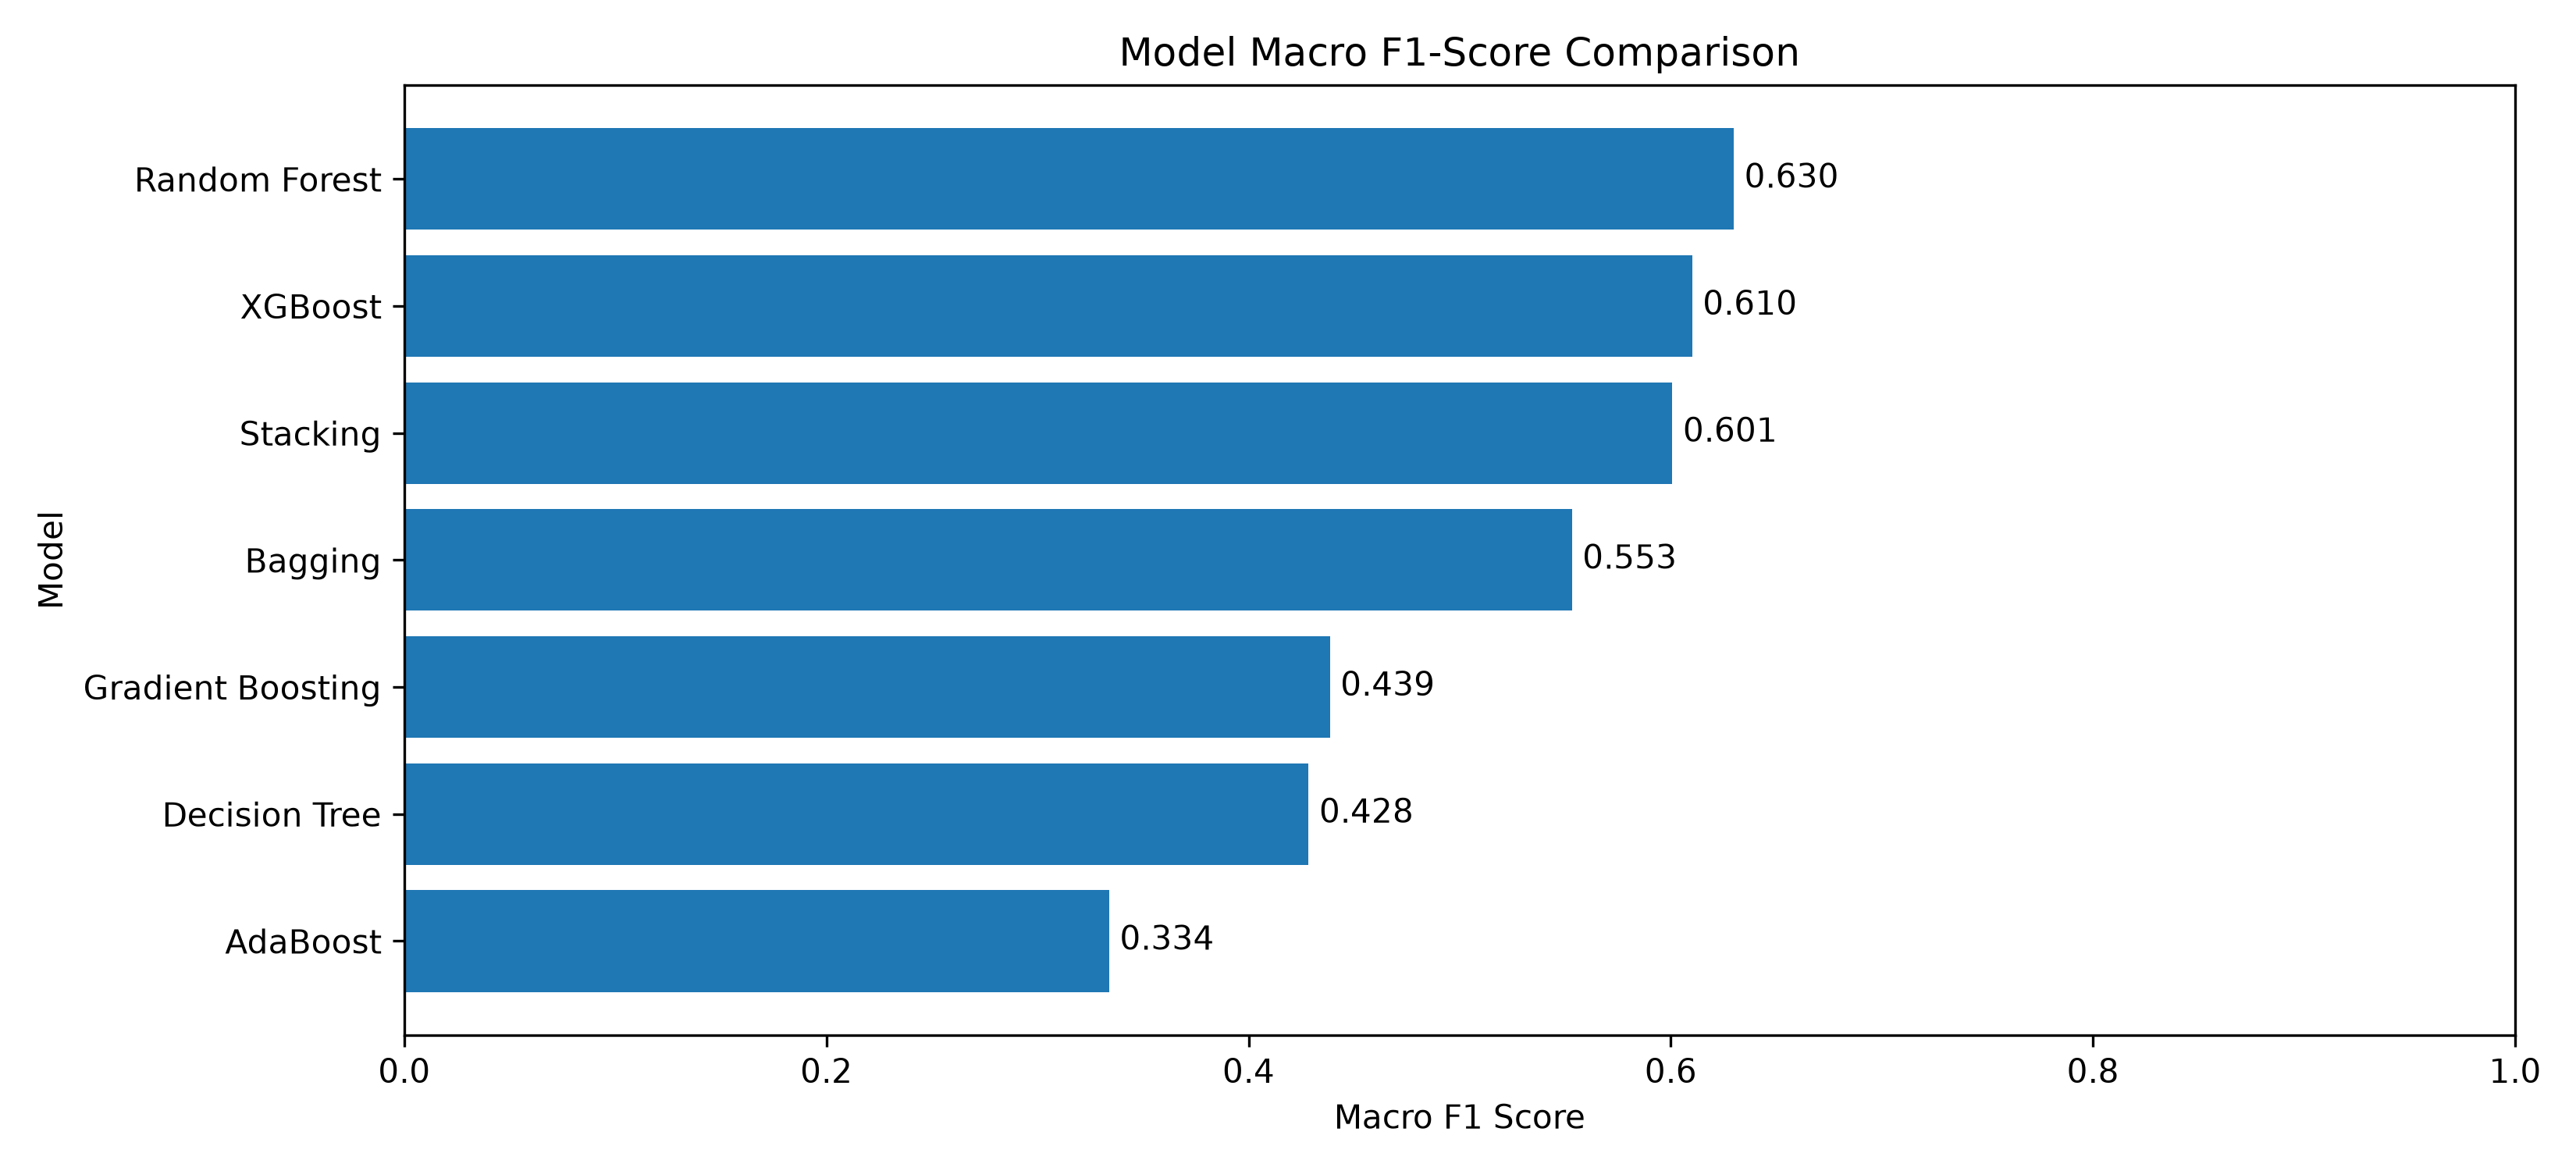 Model Macro F1-Score Comparison
Random Forest
0.630
XGBoost
0.610
Stacking
0.601
Bagging
0.553
Gradient Boosting
0.439
Decision Tree
0.428
AdaBoost
0.334
Model
0.0 0.2 0.4 0.6 0.8 1.0
Macro F1 Score